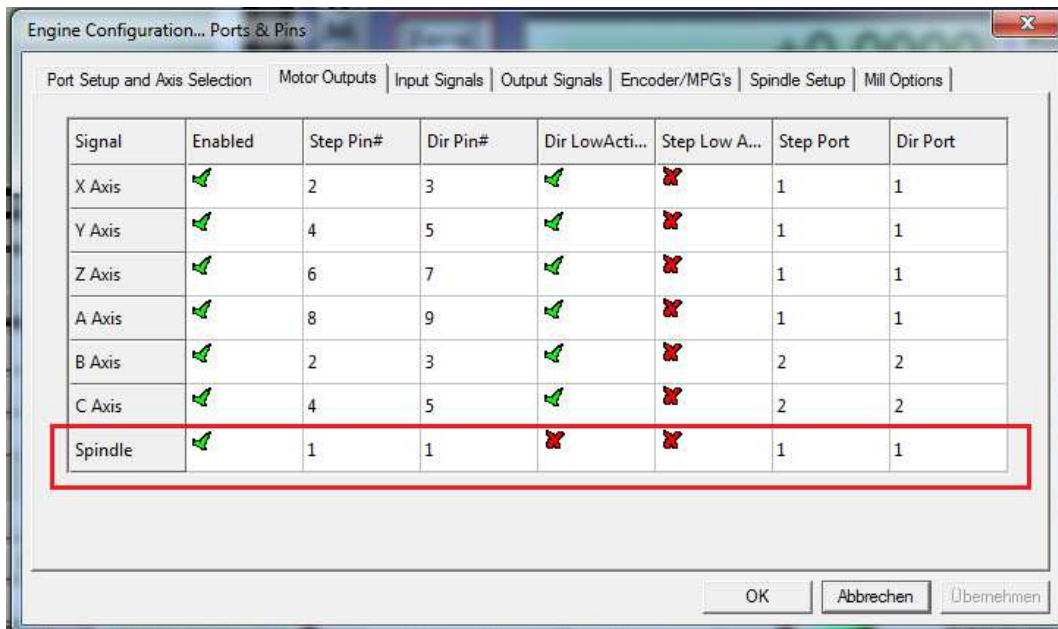 Engine Configuration... Ports & Pins
Port Setup and Axis Selection Motor Outputs Input Signals Output Signals Encoder/MPG's Spindle Setup Mill Options
Signal Enabled Step Pin# Dir Pin# Dir LowActi... Step Low A... Step Port Dir Port
X Axis 2 3 1 1
Y Axis 4 5 1 1
Z Axis 6 7 1 1
A Axis 8 9 1 1
B Axis 2 3 2 2
C Axis 4 5 2 2
Spindle 1 1 1 1
OK Abbrechen Übernehmen